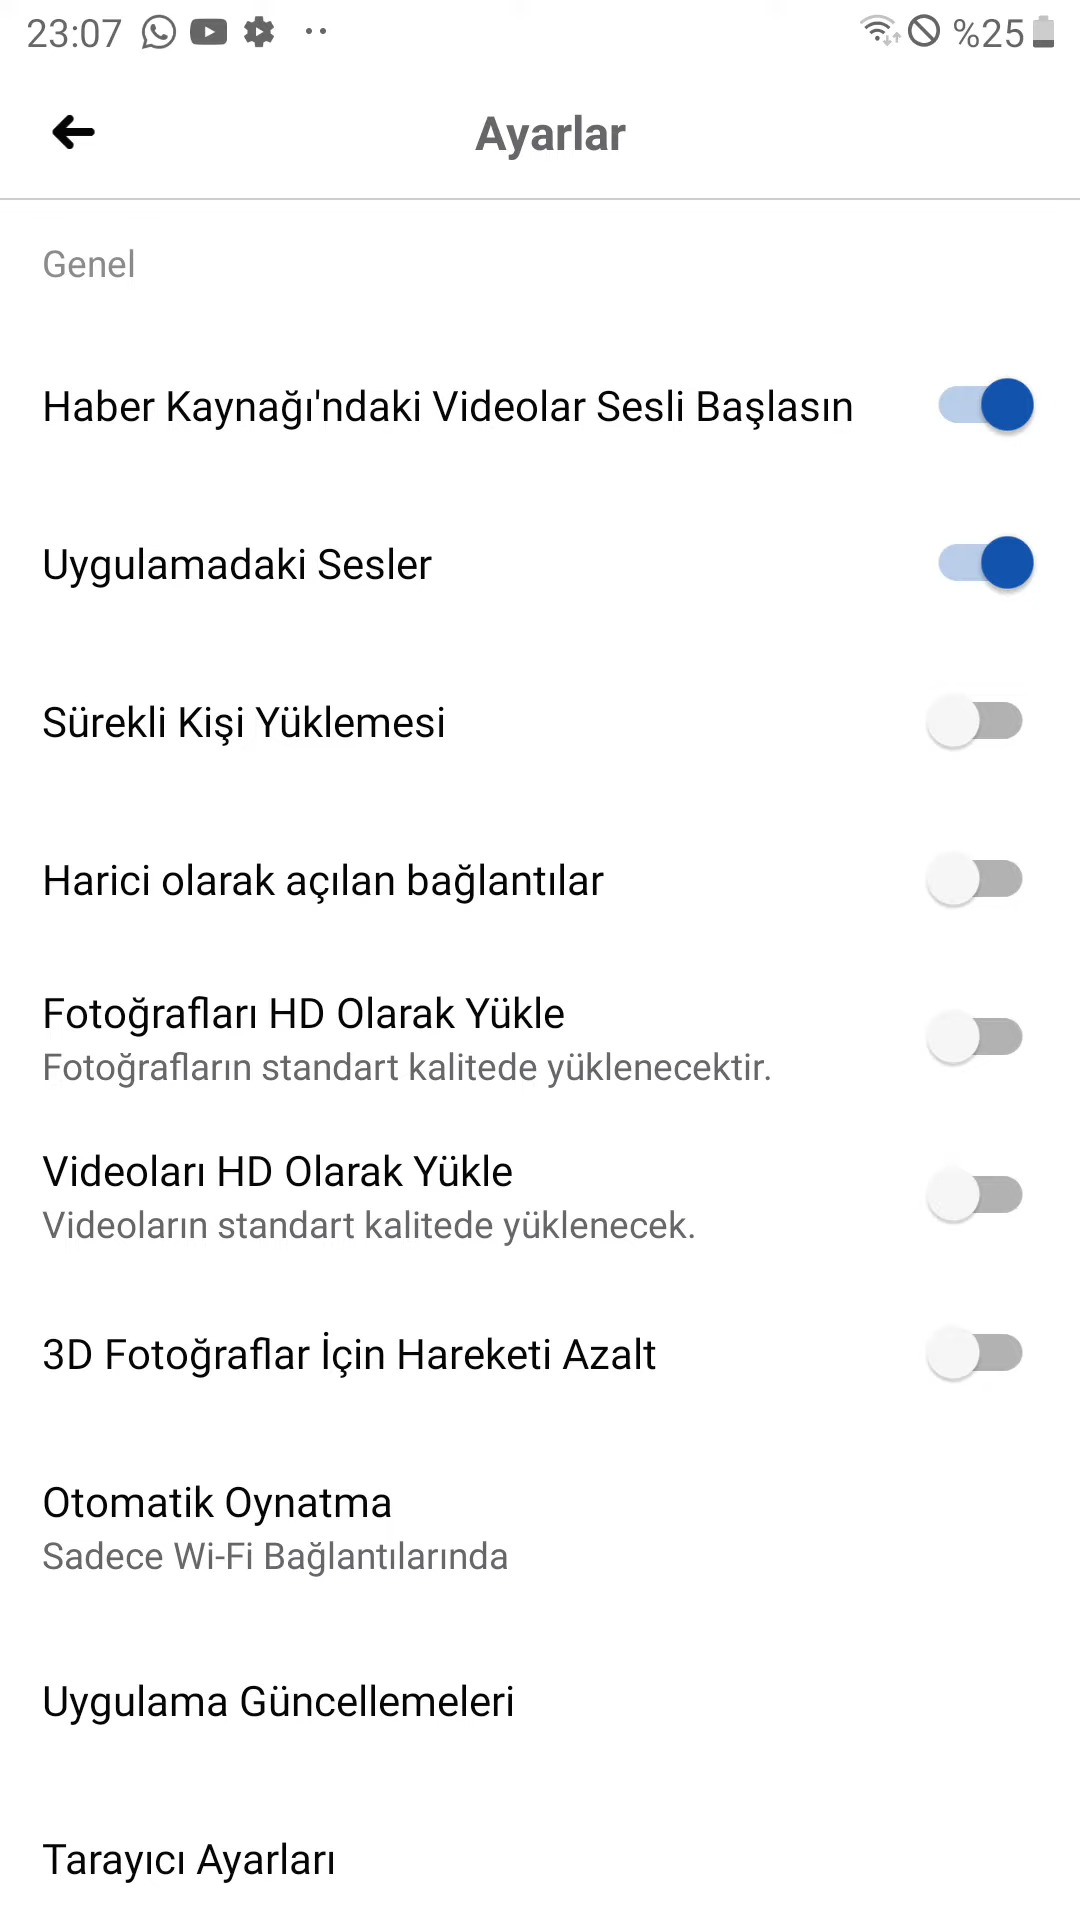 23:07 %25
Ayarlar
Genel
Haber Kaynağı'ndaki Videolar Sesli Başlasın
Uygulamadaki Sesler
Sürekli Kişi Yüklemesi
Harici olarak açılan bağlantılar
Fotoğrafları HD Olarak Yükle
Fotoğrafların standart kalitede yüklenecektir.
Videoları HD Olarak Yükle
Videoların standart kalitede yüklenecek.
3D Fotoğraflar İçin Hareketi Azalt
Otomatik Oynatma
Sadece Wi-Fi Bağlantılarında
Uygulama Güncellemeleri
Tarayıcı Ayarları